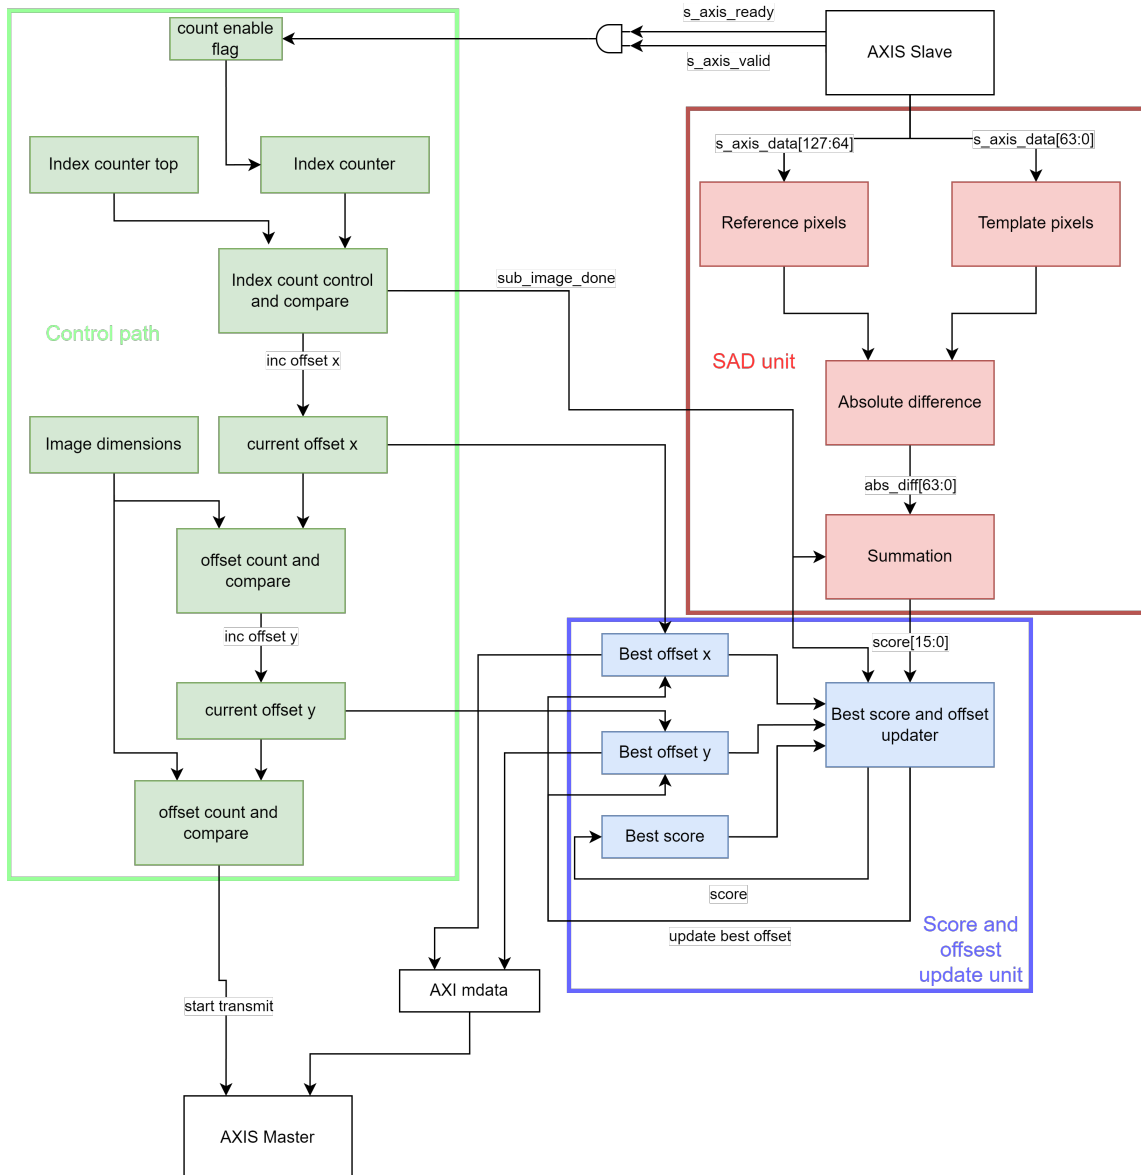 s_axis_ready
count enable
flag
AXIS Slave
s_axis_valid
s_axis_data[127:64]
s_axis_data[63:0]
Index counter top
Index counter
Reference pixels
Template pixels
Index count control
and compare
sub_image_done
Control path
inc offset x
SAD unit
Absolute difference
Image dimensions
current offset x
abs_diff[63:0]
offset count and
compare
Summation
inc offset y
score[15:0]
Best offset x
current offset y
Best score and offset
updater
Best offset y
offset count and
compare
Best score
score
update best offset
Score and
offsest
update unit
AXI mdata
start transmit
AXIS Master